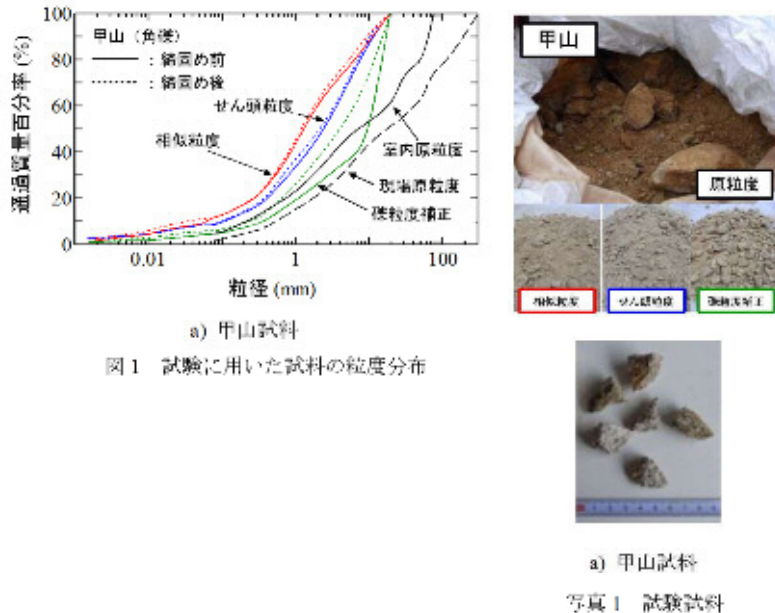 通過質量百分率 (%)
100
80
60
40
20
0
甲山 (角礫)
: 締固め前
: 締固め後
せん頭粒度
相似粒度
室内原粒度
現場原粒度
礫粒度補正
0.01
1
100
粒径 (mm)
a) 甲山試料
図1 試験に用いた試料の粒度分布
甲山
原粒度
相似粒度
せん頭粒度
礫粒度補正
a) 甲山試料
写真1 試験試料